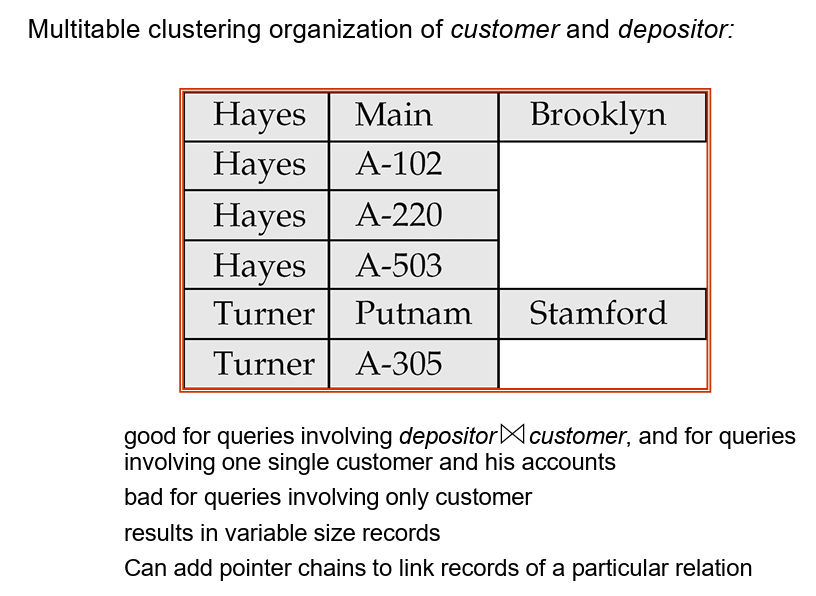 Multitable clustering organization of customer and depositor:
Hayes Main Brooklyn
Hayes A-102
Hayes A-220
Hayes A-503
Turner Putnam Stamford
Turner A-305
good for queries involving depositor ⋈ customer, and for queries
involving one single customer and his accounts
bad for queries involving only customer
results in variable size records
Can add pointer chains to link records of a particular relation